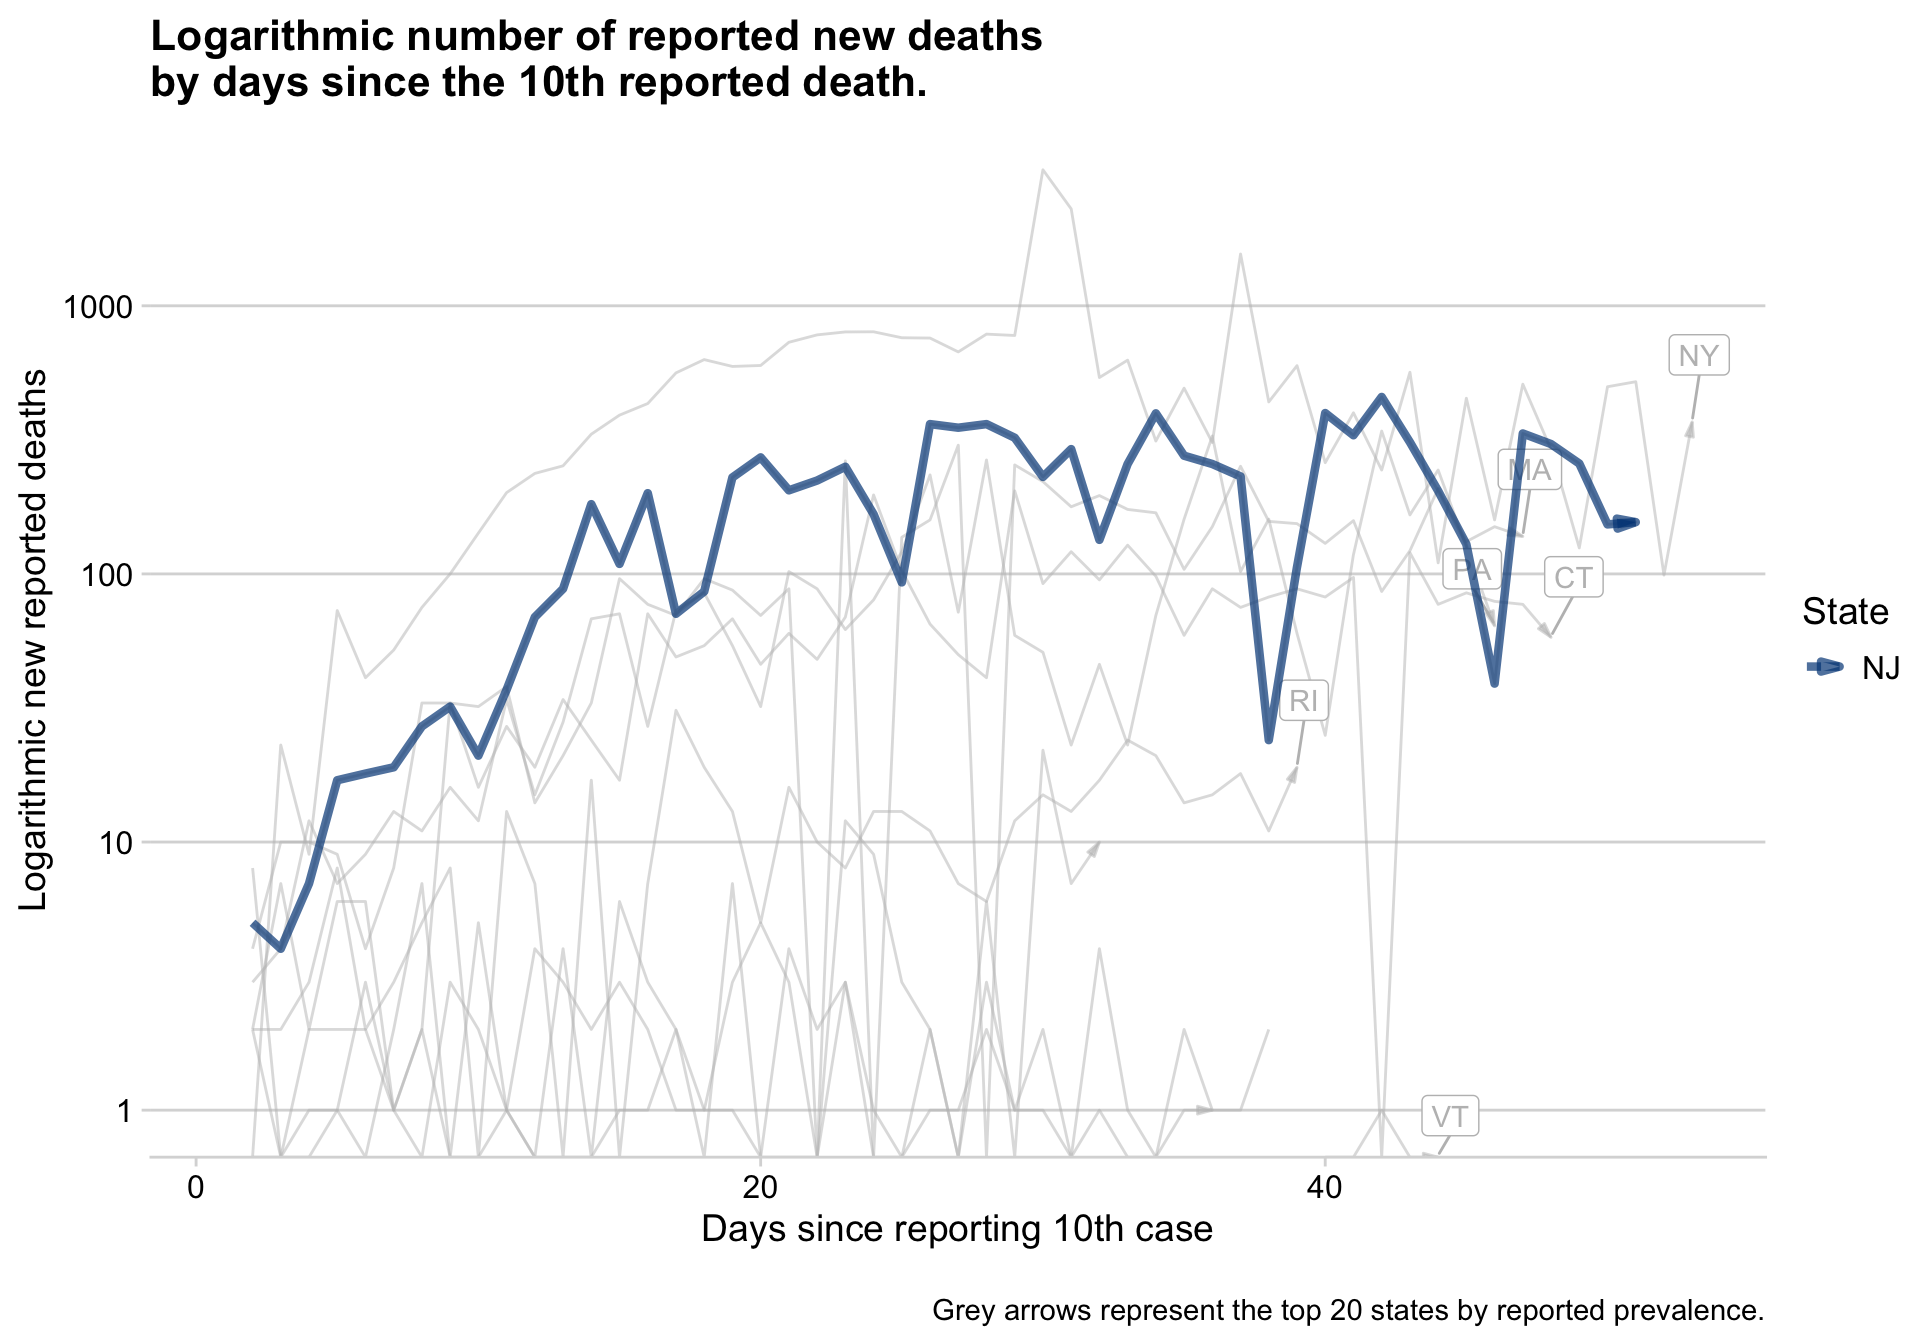 Logarithmic number of reported new deaths
by days since the 10th reported death.
Logarithmic new reported deaths
1000
100
10
1
NY
MA
PA
CT
RI
VT
State
NJ
0
20
40
Days since reporting 10th case
Grey arrows represent the top 20 states by reported prevalence.